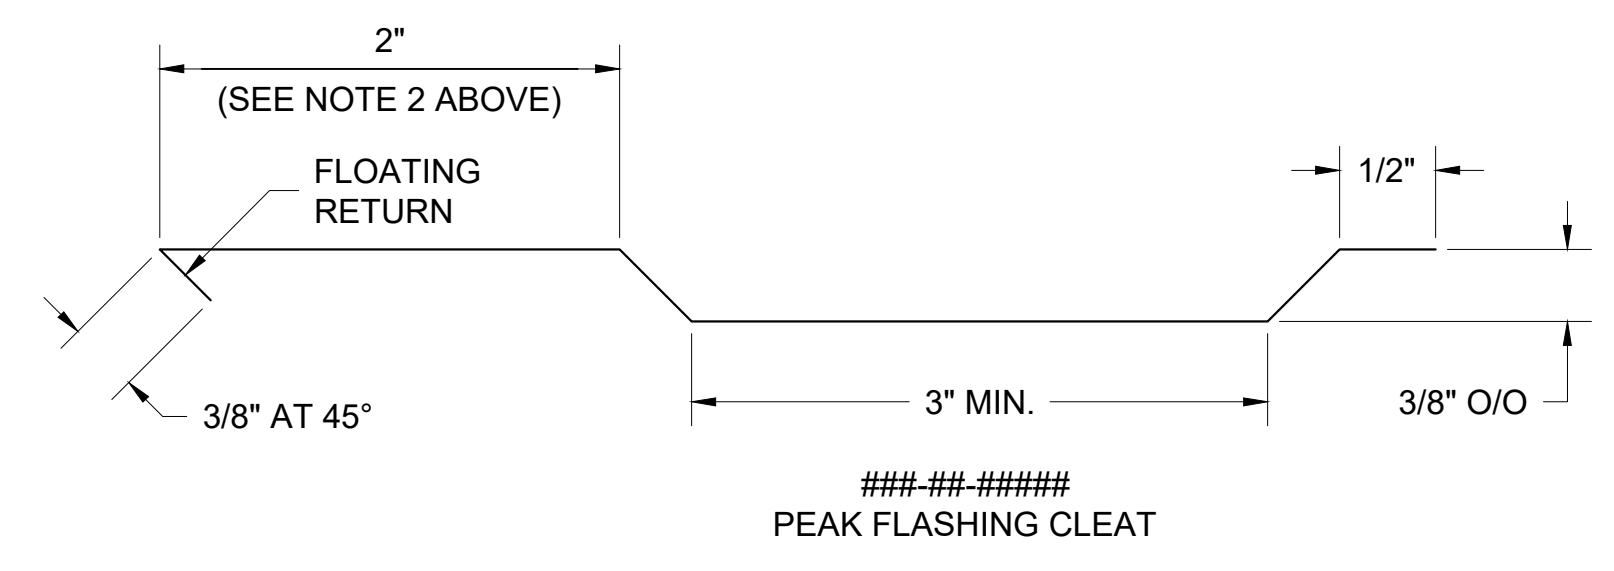 2"
(SEE NOTE 2 ABOVE)
FLOATING
RETURN
1/2"
3/8" AT 45°
3" MIN.
3/8" O/O
###-##-#####
PEAK FLASHING CLEAT